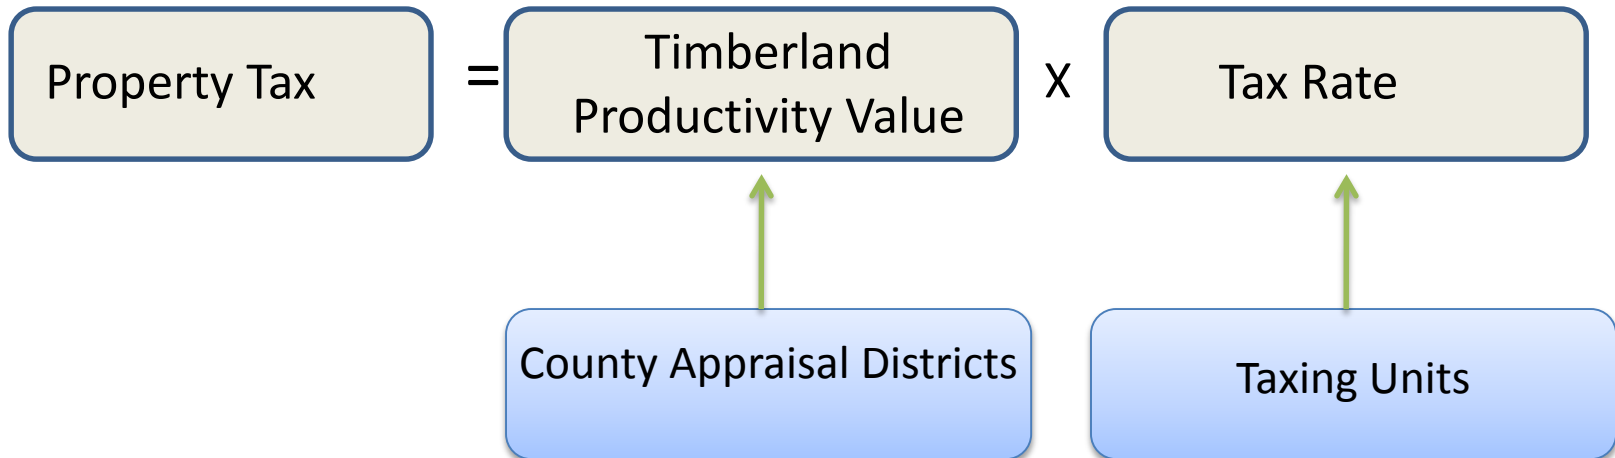 Property Tax = Timberland Productivity Value X Tax Rate
County Appraisal Districts
Taxing Units